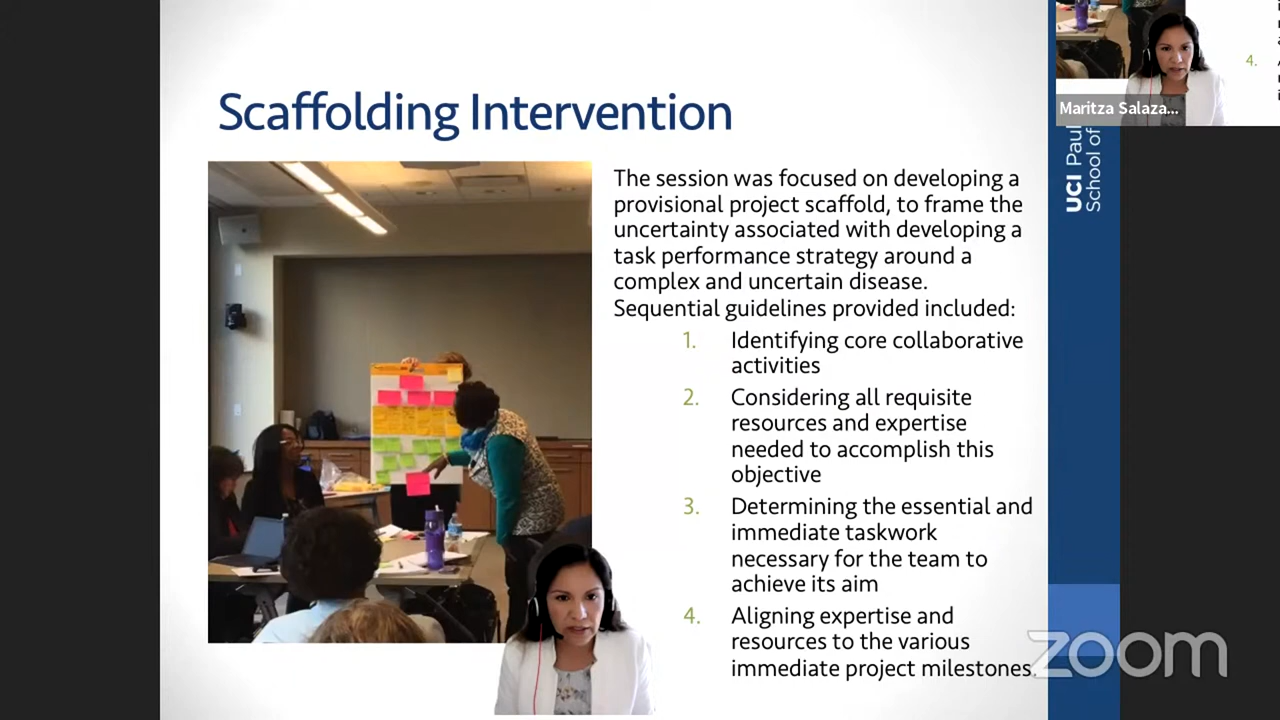 Scaffolding Intervention
The session was focused on developing a
provisional project scaffold, to frame the
uncertainty associated with developing a
task performance strategy around a
complex and uncertain disease.
Sequential guidelines provided included:
1. Identifying core collaborative
activities
2. Considering all requisite
resources and expertise
needed to accomplish this
objective
3. Determining the essential and
immediate taskwork
necessary for the team to
achieve its aim
4. Aligning expertise and
resources to the various
immediate project milestones.
4.
Maritza Salaza...
UCI Paul
School of
zoom